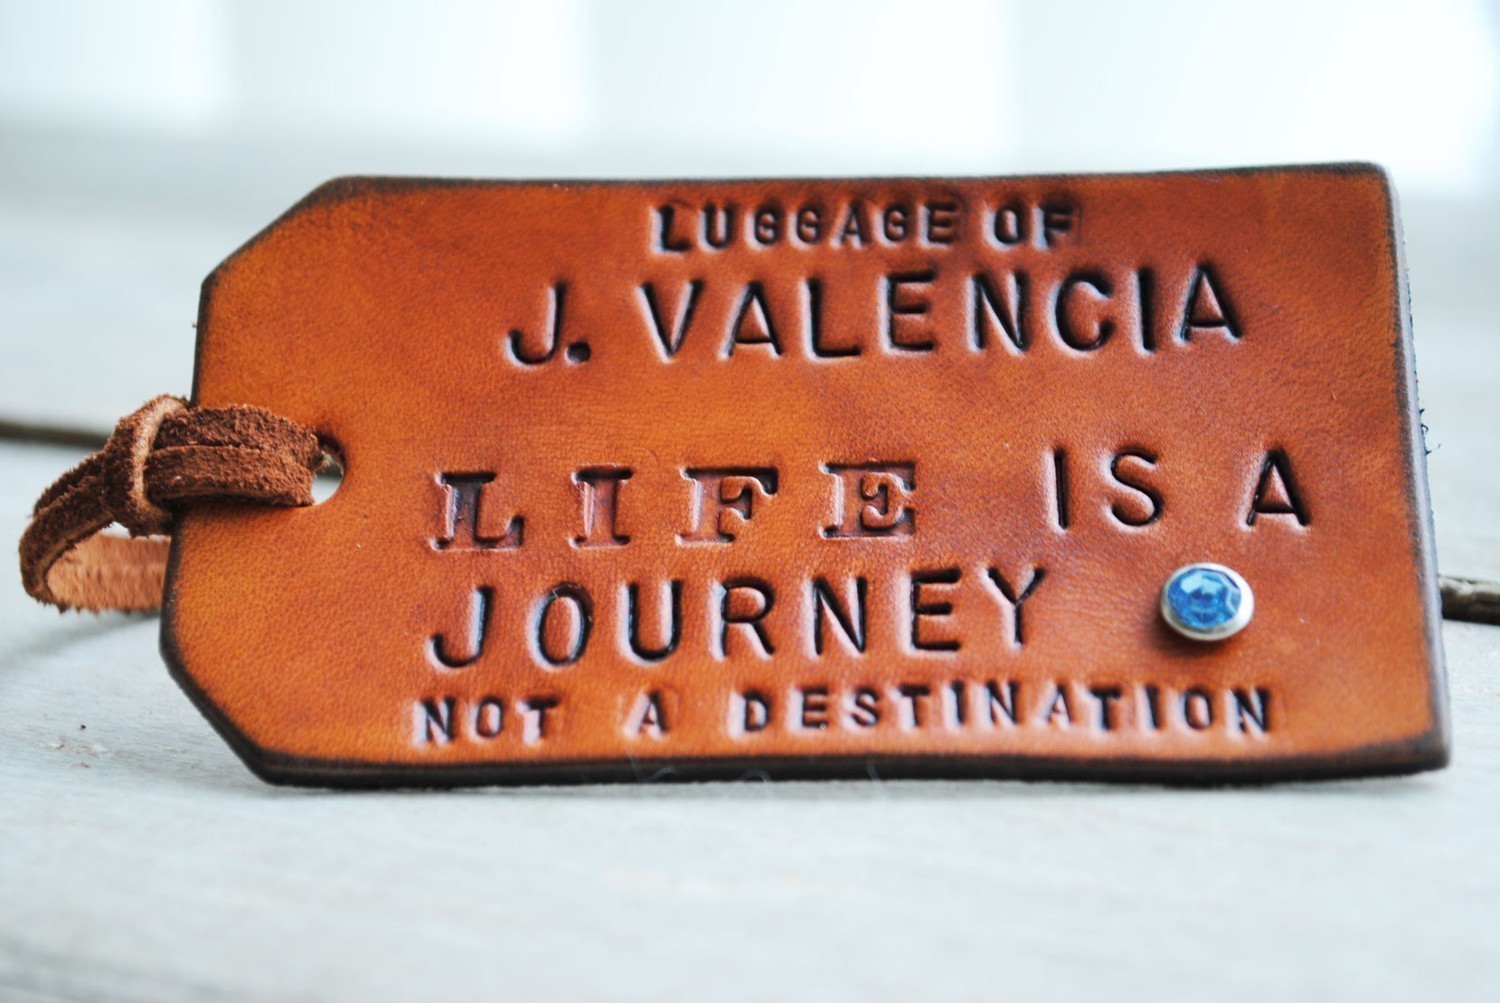 LUGGAGE OF
J. VALENCIA
LIFE IS A
JOURNEY
NOT A DESTINATION